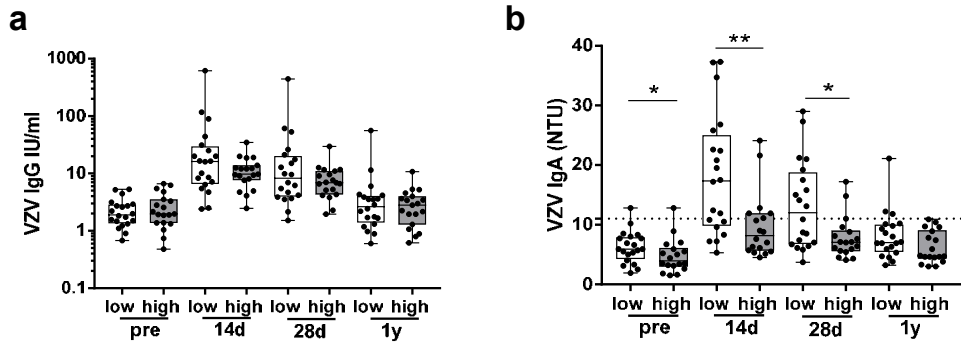 a
VZV IgG IU/ml
1000
100
10
1
0.1
low high low high low high low high
pre 14d 28d 1y
b
VZV IgA (NTU)
40
30
20
10
0
* ** *
low high low high low high low high
pre 14d 28d 1y